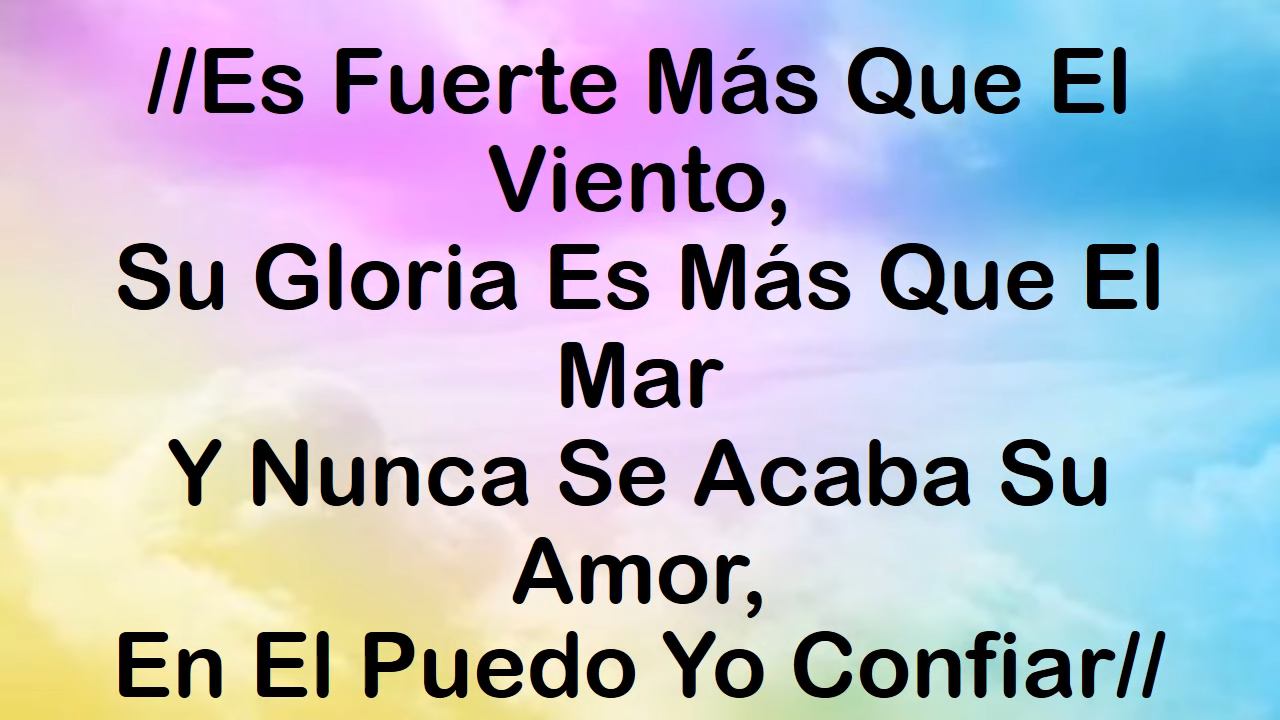 //Es Fuerte Más Que El
Viento,
Su Gloria Es Más Que El
Mar
Y Nunca Se Acaba Su
Amor,
En El Puedo Yo Confiar//